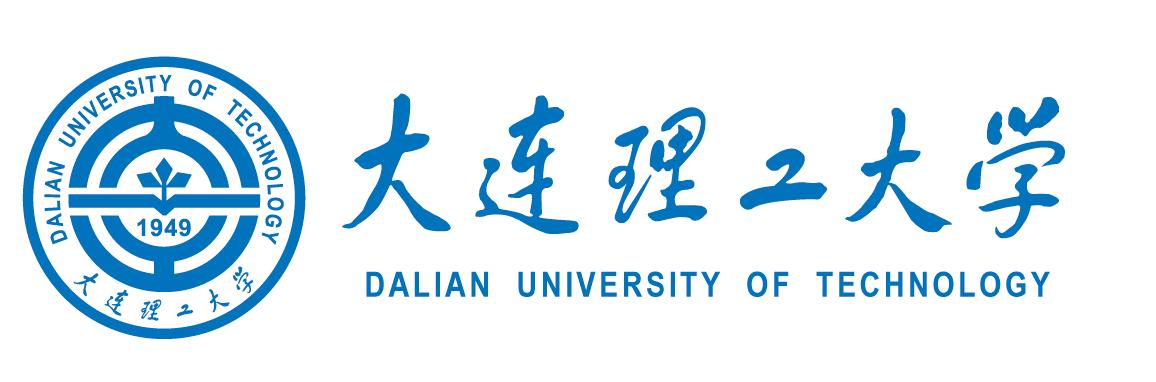 DALIAN UNIVERSITY OF TECHNOLOGY
1949
大连理工大学
大连理工大学
DALIAN UNIVERSITY OF TECHNOLOGY